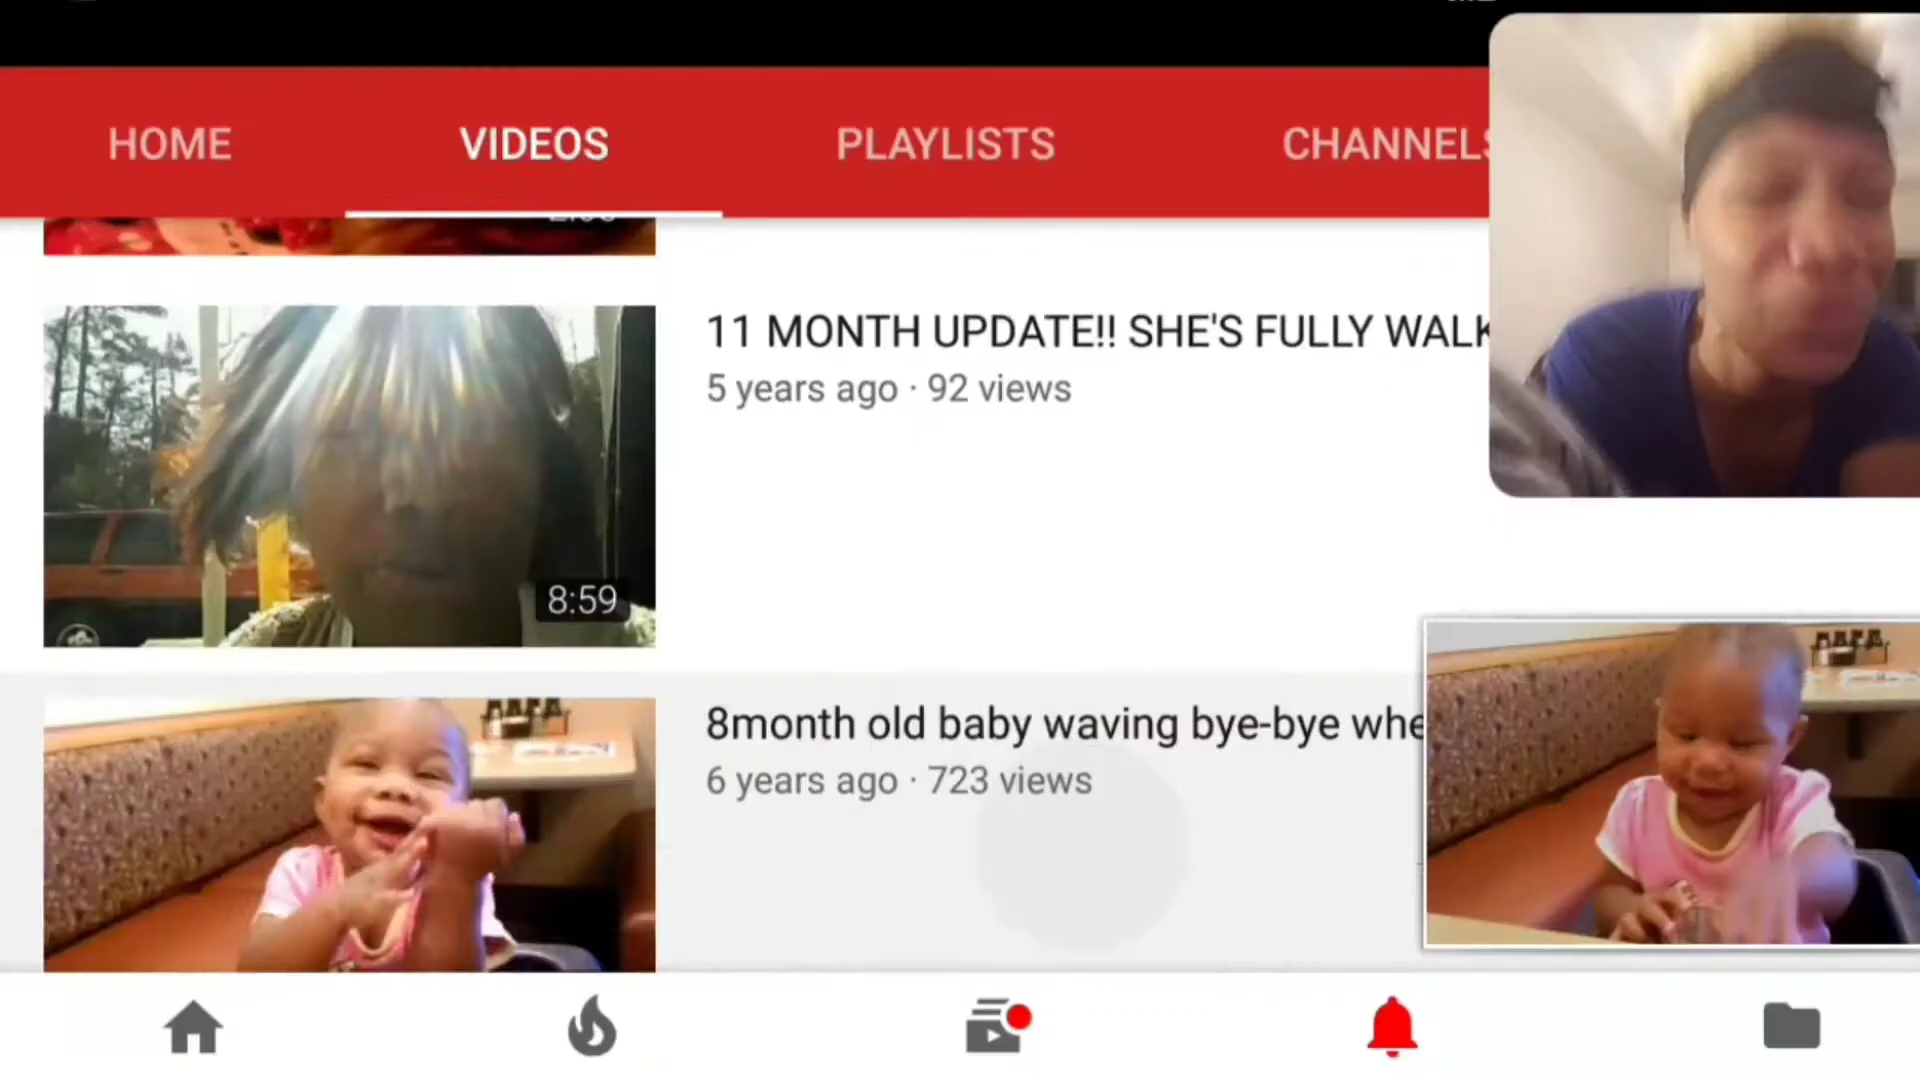 HOME VIDEOS PLAYLISTS CHANNELS
11 MONTH UPDATE!! SHE'S FULLY WALK
5 years ago · 92 views
8:59
8month old baby waving bye-bye whe
6 years ago · 723 views